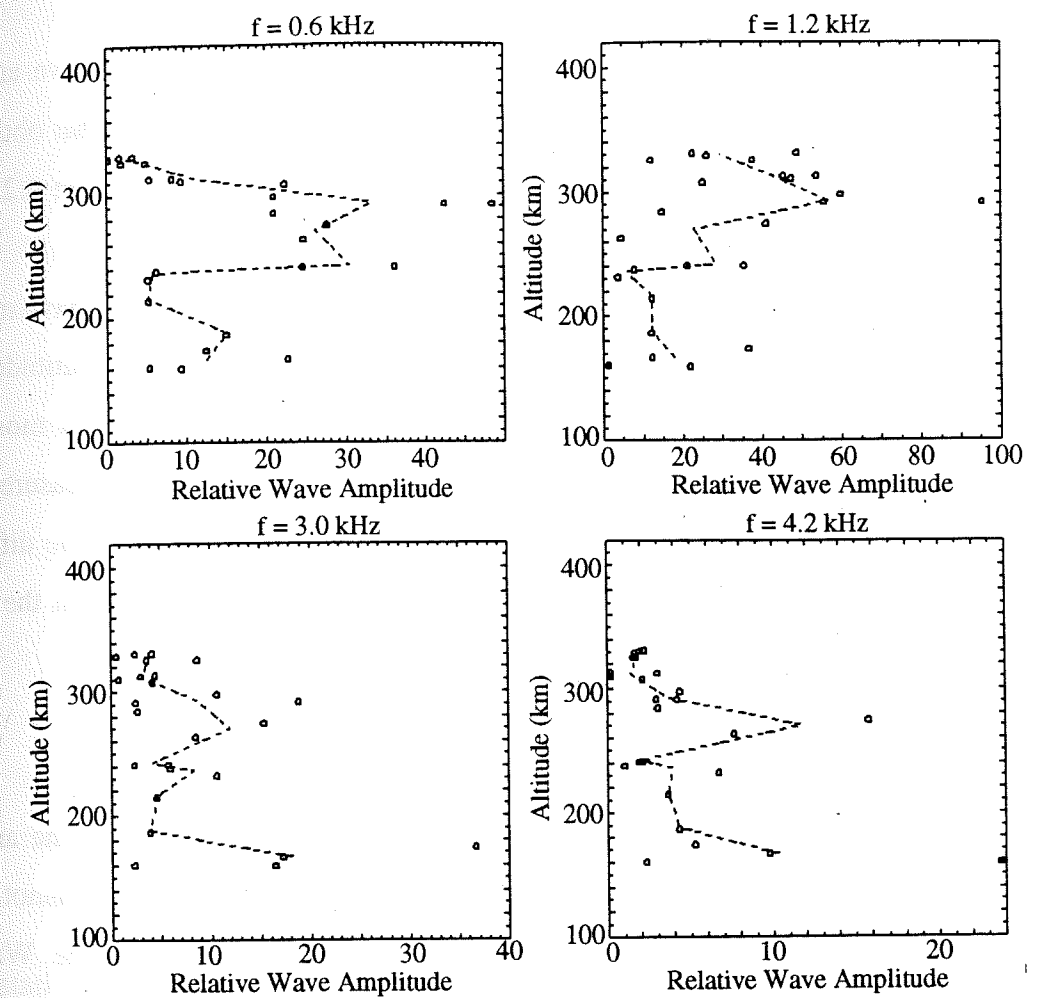 f = 0.6 kHz
400
300
200
100
0 10 20 30 40
Altitude (km)
Relative Wave Amplitude
f = 1.2 kHz
400
300
200
100
0 20 40 60 80 100
Altitude (km)
Relative Wave Amplitude
f = 3.0 kHz
400
300
200
100
0 10 20 30 40
Altitude (km)
Relative Wave Amplitude
f = 4.2 kHz
400
300
200
100
0 10 20
Altitude (km)
Relative Wave Amplitude